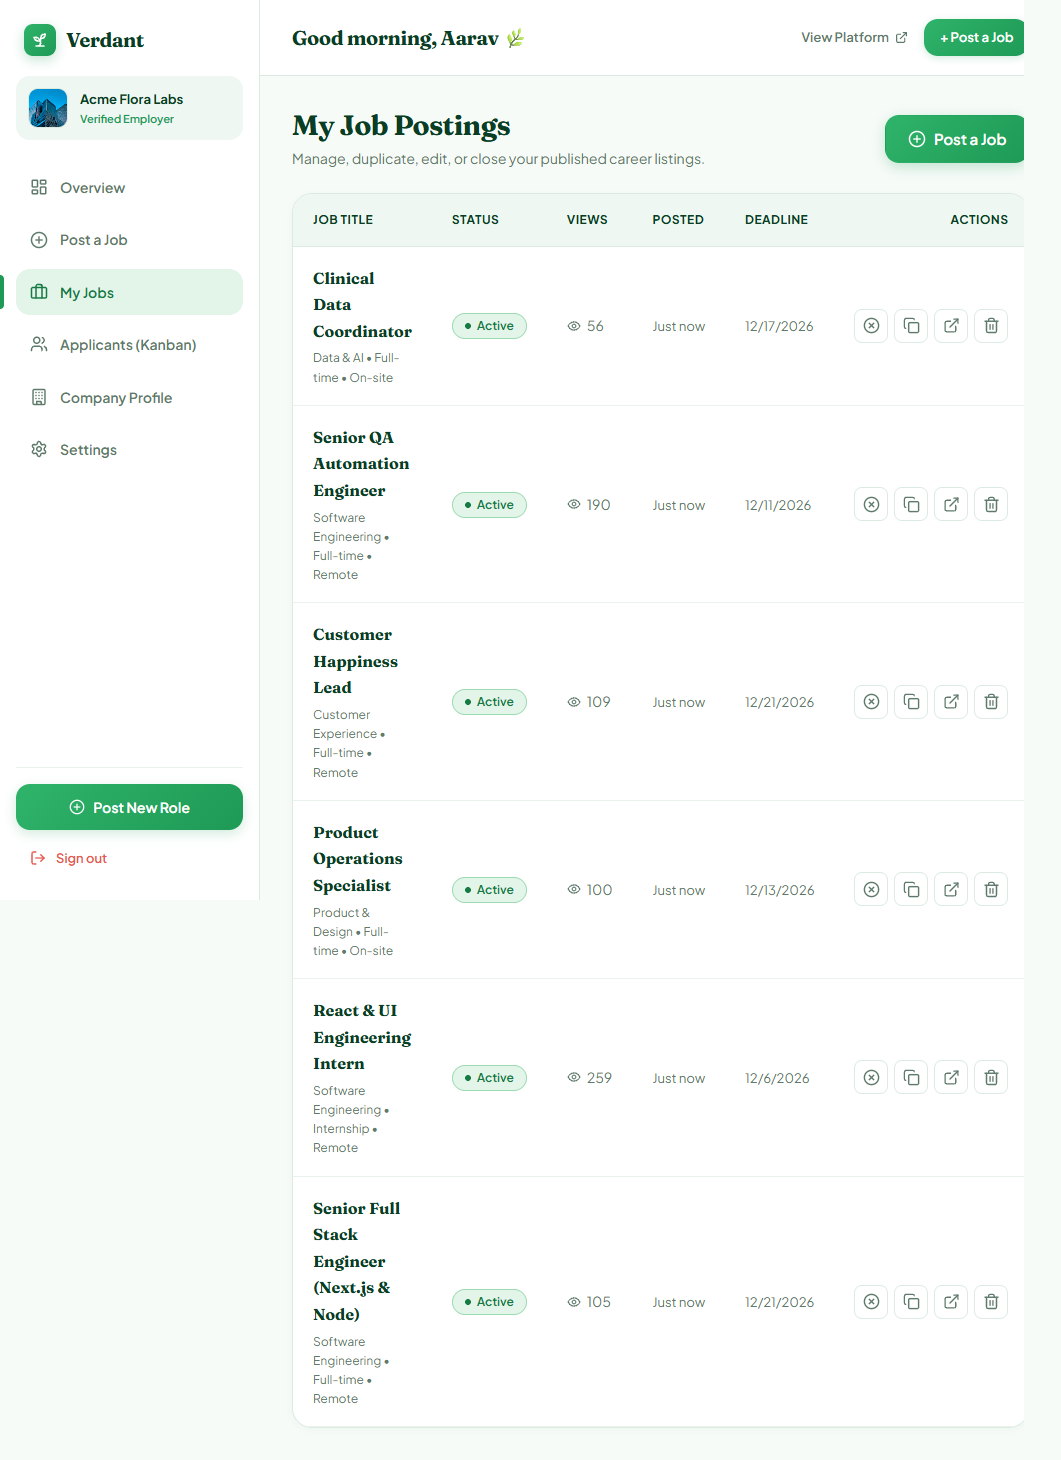 Verdant
Acme Flora Labs
Verified Employer
Overview
Post a Job
My Jobs
Applicants (Kanban)
Company Profile
Settings
Post New Role
Sign out
Good morning, Aarav 🌿
View Platform
+ Post a Job
My Job Postings
Manage, duplicate, edit, or close your published career listings.
Post a Job
JOB TITLE STATUS VIEWS POSTED DEADLINE ACTIONS
Clinical
Data
Coordinator
Data & AI • Full-
time • On-site
Active 56 Just now 12/17/2026
Senior QA
Automation
Engineer
Software
Engineering •
Full-time •
Remote
Active 190 Just now 12/11/2026
Customer
Happiness
Lead
Customer
Experience •
Full-time •
Remote
Active 109 Just now 12/21/2026
Product
Operations
Specialist
Product &
Design • Full-
time • On-site
Active 100 Just now 12/13/2026
React & UI
Engineering
Intern
Software
Engineering •
Internship •
Remote
Active 259 Just now 12/6/2026
Senior Full
Stack
Engineer
(Next.js &
Node)
Software
Engineering •
Full-time •
Remote
Active 105 Just now 12/21/2026